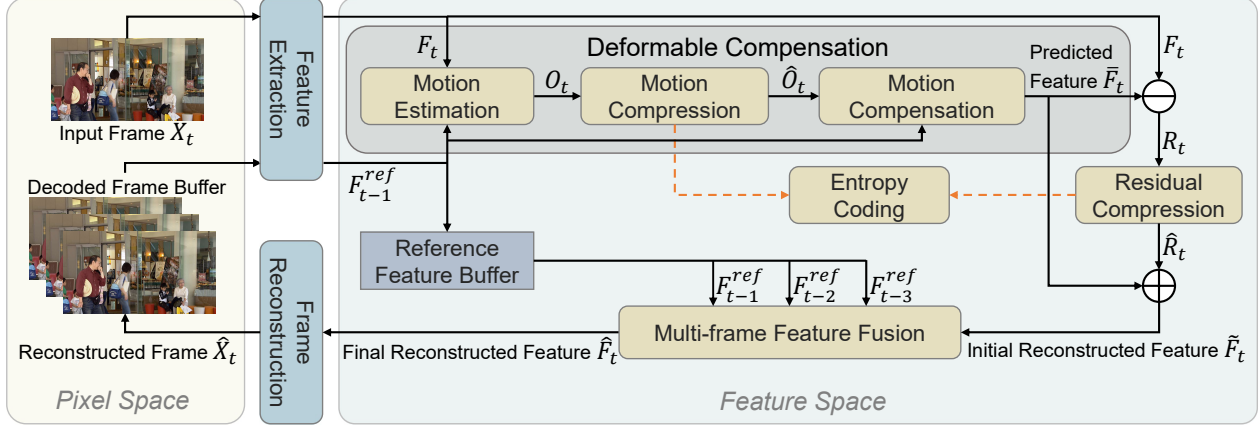 Feature
Extraction
F_t
Deformable Compensation
Motion
Estimation
O_t
Motion
Compression
Ô_t
Motion
Compensation
Predicted
Feature F̄_t
F_t
Input Frame X_t
R_t
Decoded Frame Buffer
F_{t-1}^{ref}
Entropy
Coding
Residual
Compression
Reference
Feature Buffer
R̂_t
F_{t-1}^{ref}
F_{t-2}^{ref}
F_{t-3}^{ref}
Frame
Reconstruction
Multi-frame Feature Fusion
Reconstructed Frame X̂_t
Final Reconstructed Feature F̂_t
Initial Reconstructed Feature F̃_t
Pixel Space
Feature Space